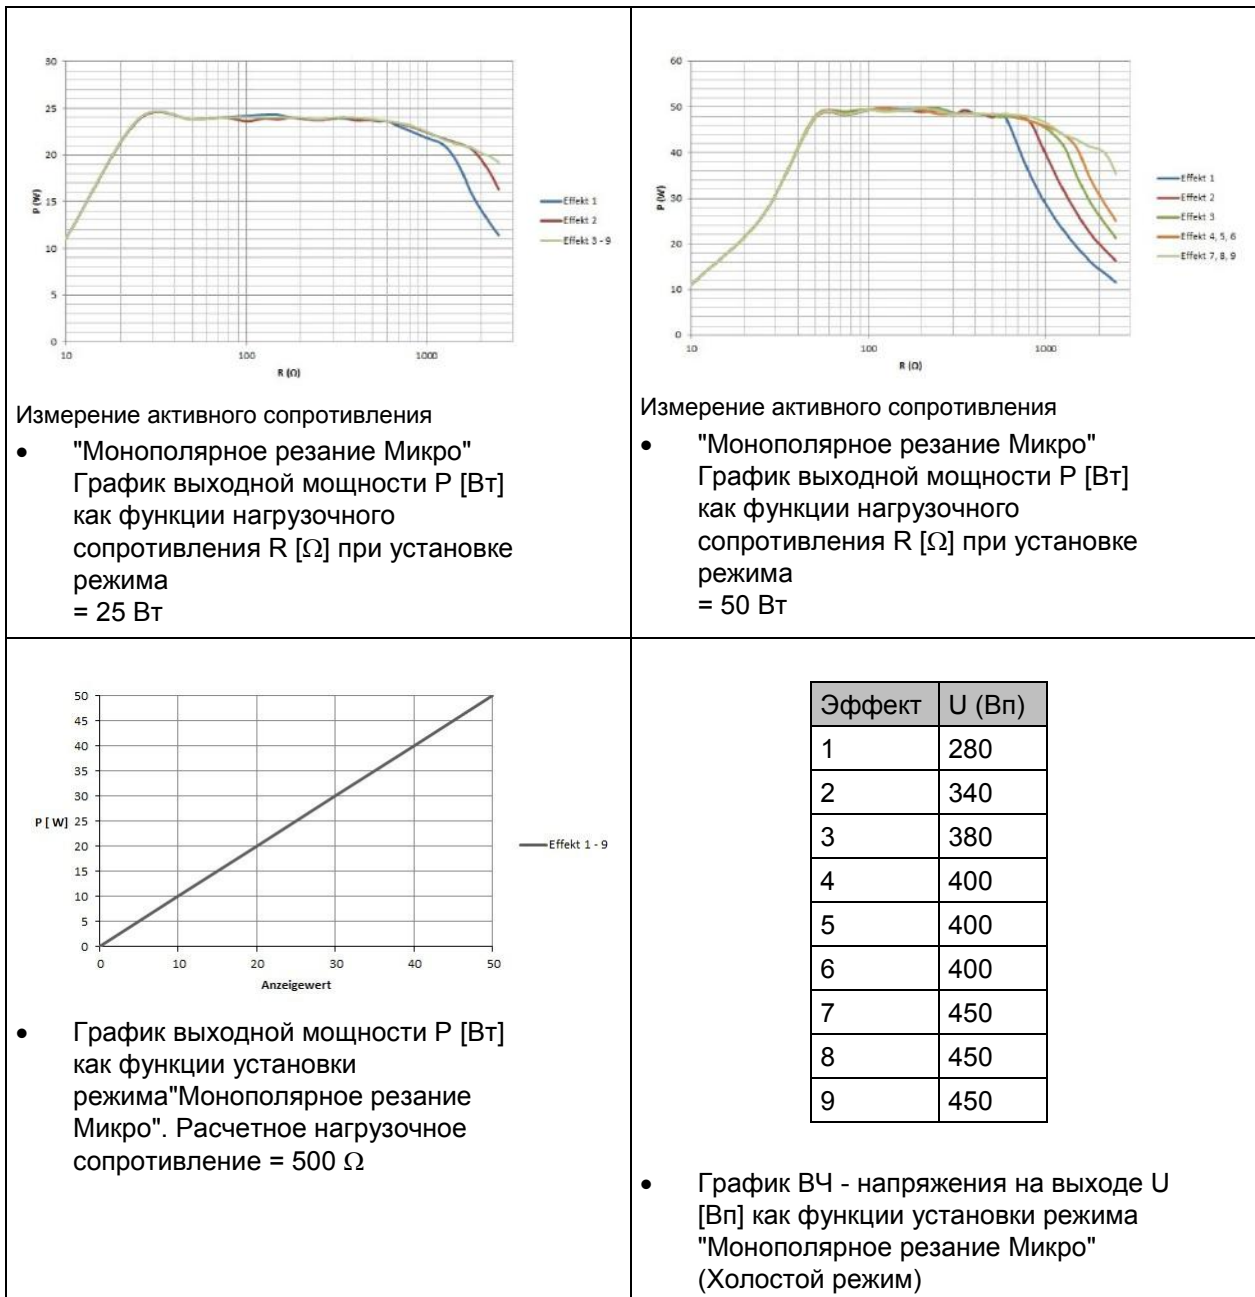 30
25
20
15
10
5
0
P (W)
10
100
1000
R (Ω)
Effekt 1
Effekt 2
Effekt 3 - 9
Измерение активного сопротивления
• "Монополярное резание Микро"
График выходной мощности P [Вт]
как функции нагрузочного
сопротивления R [Ω] при установке
режима
= 25 Вт
60
50
40
30
20
10
0
P (W)
10
100
1000
R (Ω)
Effekt 1
Effekt 2
Effekt 3
Effekt 4, 5, 6
Effekt 7, 8, 9
Измерение активного сопротивления
• "Монополярное резание Микро"
График выходной мощности P [Вт]
как функции нагрузочного
сопротивления R [Ω] при установке
режима
= 50 Вт
50
45
40
35
30
P [ W] 25
20
15
10
5
0
0 10 20 30 40 50
Anzeigewert
Effekt 1 - 9
• График выходной мощности P [Вт]
как функции установки
режима"Монополярное резание
Микро". Расчетное нагрузочное
сопротивление = 500 Ω
Эффект U (Вп)
1 280
2 340
3 380
4 400
5 400
6 400
7 450
8 450
9 450
• График ВЧ - напряжения на выходе U
[Вп] как функции установки режима
"Монополярное резание Микро"
(Холостой режим)